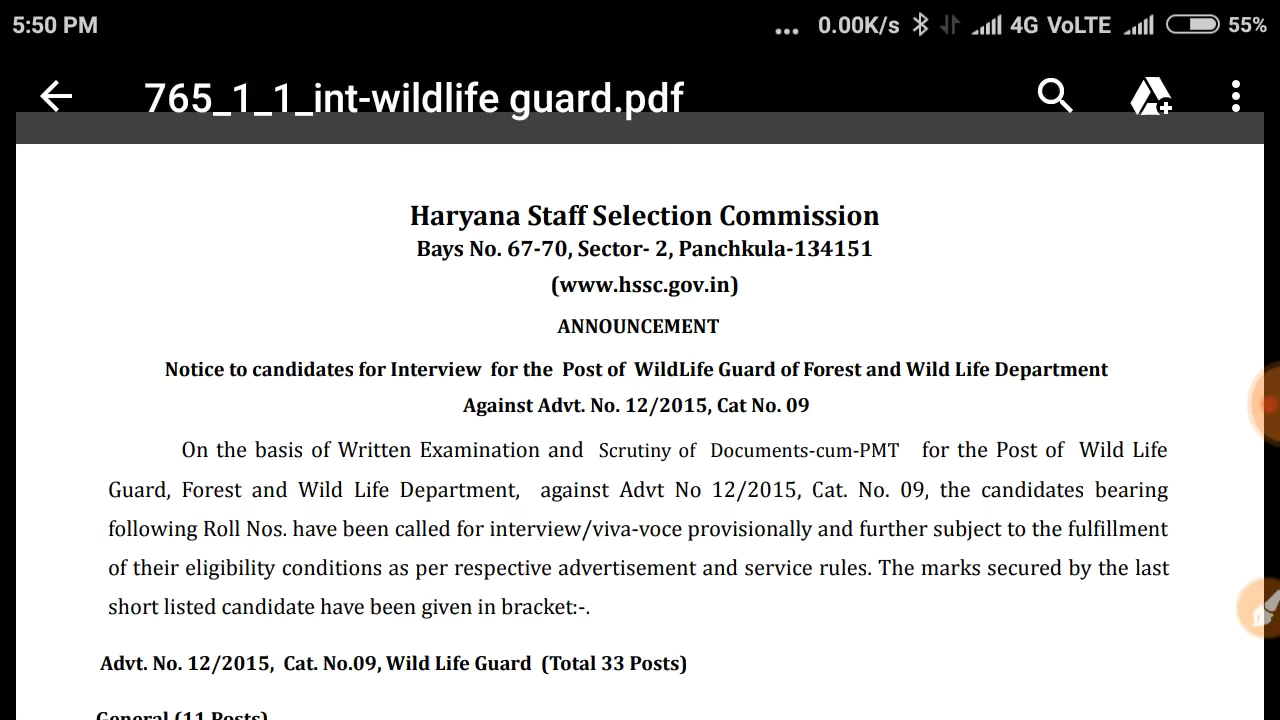 5:50 PM
... 0.00K/s 4G VoLTE 55%
765_1_1_int-wildlife guard.pdf
Haryana Staff Selection Commission
Bays No. 67-70, Sector- 2, Panchkula-134151
(www.hssc.gov.in)
ANNOUNCEMENT
Notice to candidates for Interview for the Post of WildLife Guard of Forest and Wild Life Department
Against Advt. No. 12/2015, Cat No. 09
On the basis of Written Examination and Scrutiny of Documents-cum-PMT for the Post of Wild Life
Guard, Forest and Wild Life Department, against Advt No 12/2015, Cat. No. 09, the candidates bearing
following Roll Nos. have been called for interview/viva-voce provisionally and further subject to the fulfillment
of their eligibility conditions as per respective advertisement and service rules. The marks secured by the last
short listed candidate have been given in bracket:-.
Advt. No. 12/2015, Cat. No.09, Wild Life Guard (Total 33 Posts)
General (11 Posts)